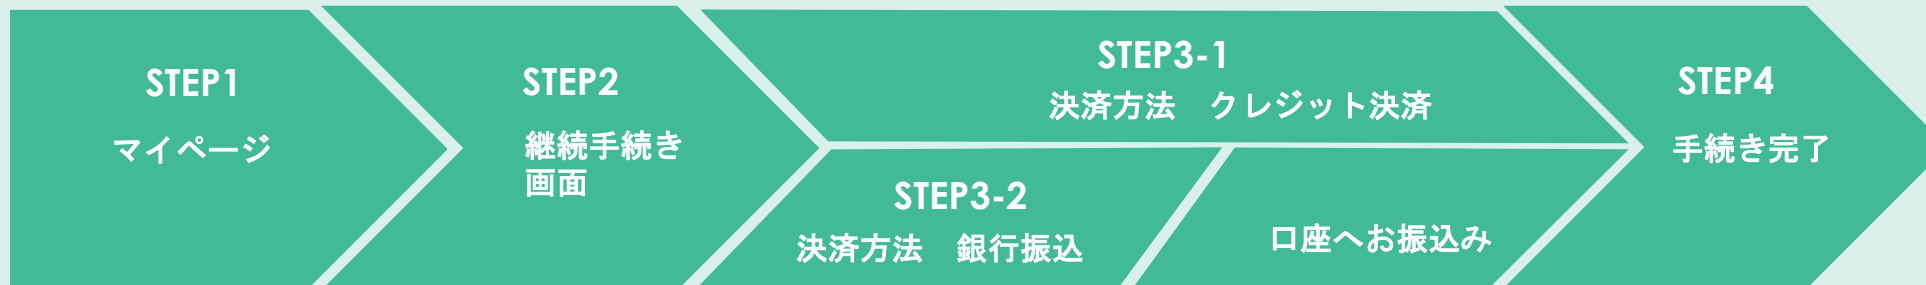 STEP1
マイページ
STEP2
継続手続き
画面
STEP3-1
決済方法　クレジット決済
STEP3-2
決済方法　銀行振込
口座へお振込み
STEP4
手続き完了